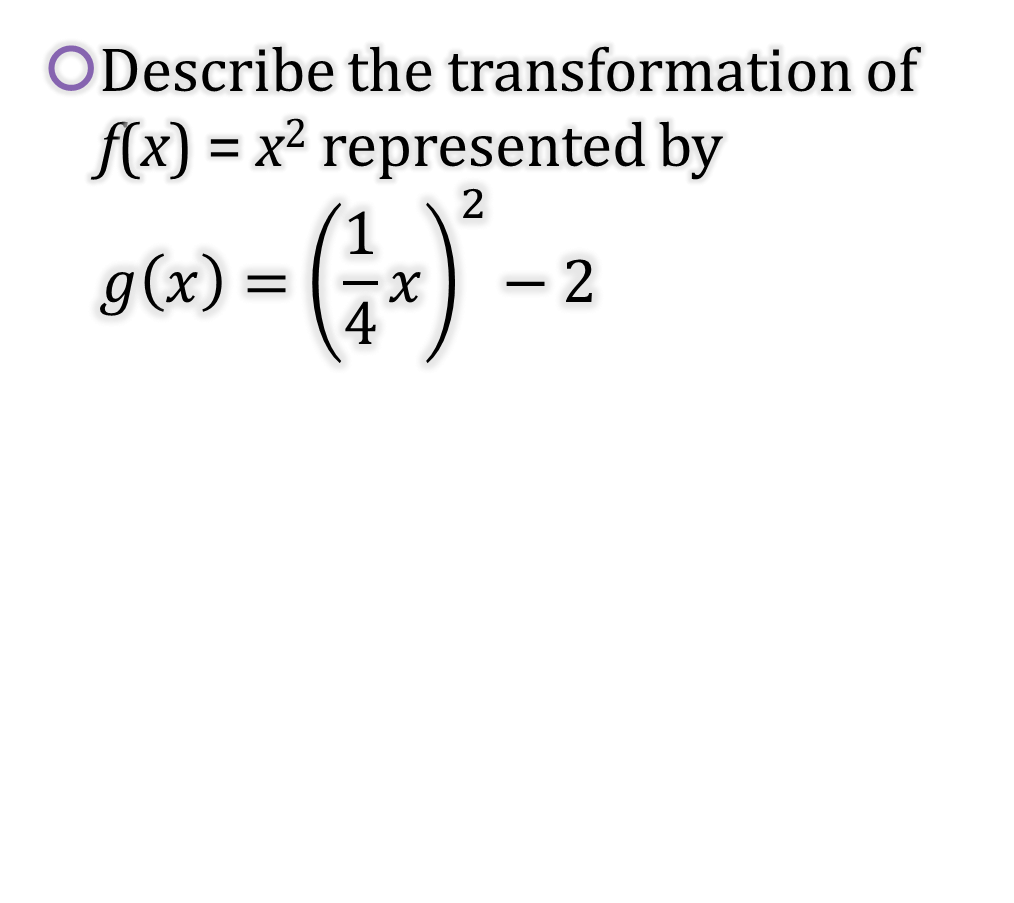 Describe the transformation of
f(x) = x² represented by
g(x) = (1/4 x)² − 2